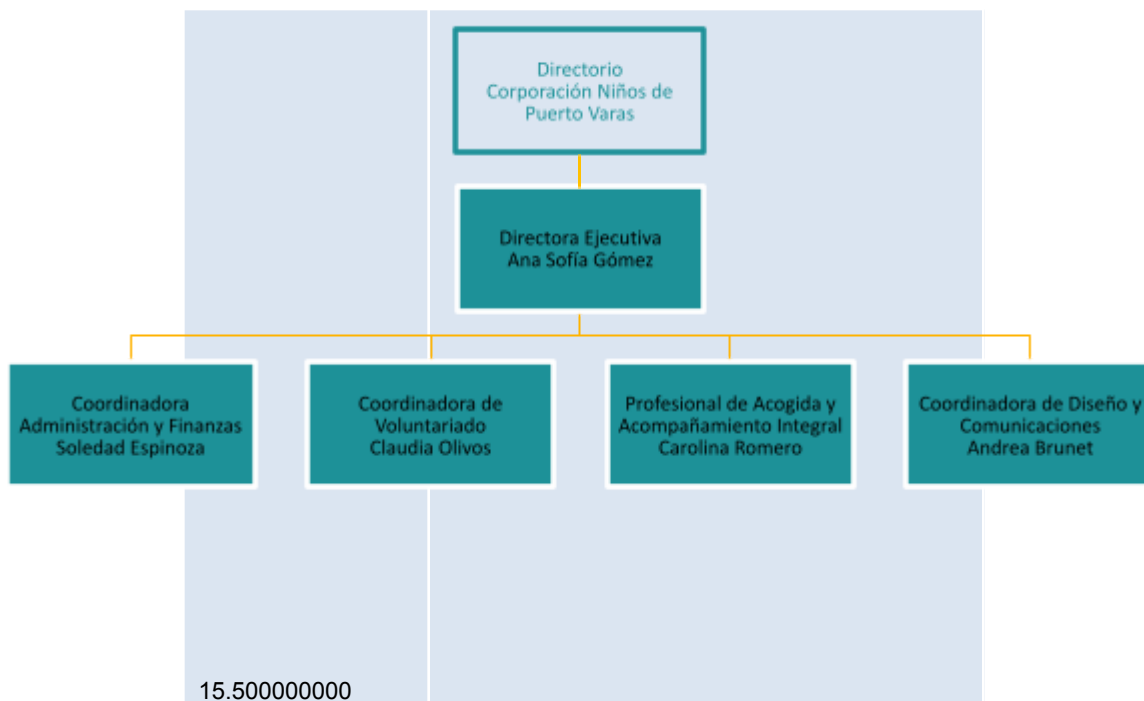 Directorio
Corporación Niños de
Puerto Varas
Directora Ejecutiva
Ana Sofía Gómez
Coordinadora
Administración y Finanzas
Soledad Espinoza
Coordinadora de
Voluntariado
Claudia Olivos
Profesional de Acogida y
Acompañamiento Integral
Carolina Romero
Coordinadora de Diseño y
Comunicaciones
Andrea Brunet
15.500000000